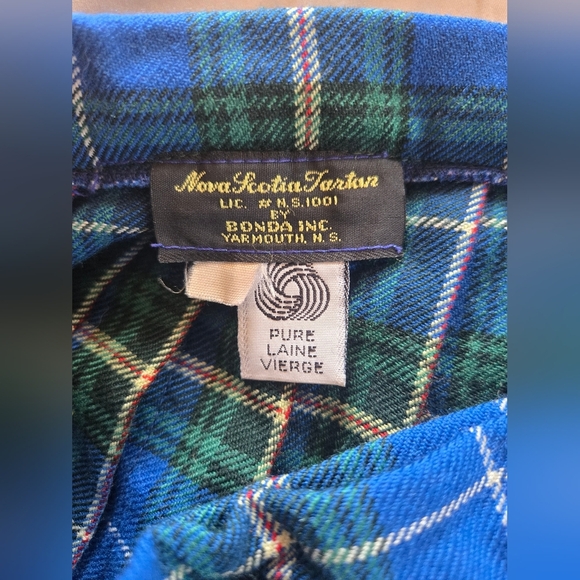 Nova Scotia Tartan
LIC. # N.S.1001
BY
BONDA INC.
YARMOUTH, N.S.
PURE
LAINE
VIERGE